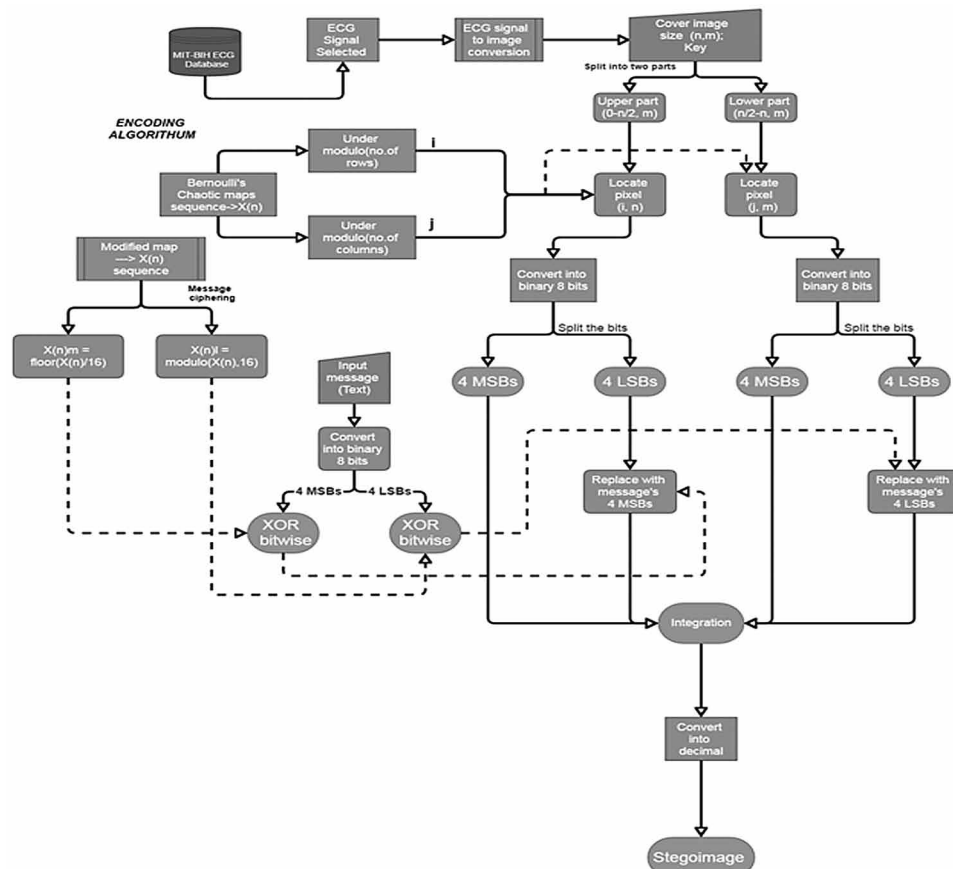 MIT-BIH ECG
Database
ECG
Signal
Selected
ECG signal
to image
conversion
Cover image
size (n,m);
Key
Split into two parts
Upper part
(0-n/2, m)
Lower part
(n/2-n, m)
ENCODING
ALGORITHUM
Under
modulo(no.of
rows)
i
Bernoulli's
Chaotic maps
sequence->X(n)
Locate
pixel
(i, n)
Locate
pixel
(j, m)
Under
modulo(no.of
columns)
j
Modified map
---> X(n)
sequence
Message
ciphering
Convert into
binary 8 bits
Convert into
binary 8 bits
Split the bits
Split the bits
X(n)m =
floor(X(n)/16)
X(n)l =
modulo(X(n),16)
Input
message
(Text)
4 MSBs
4 LSBs
4 MSBs
4 LSBs
Convert
into binary
8 bits
4 MSBs
4 LSBs
Replace with
message's
4 MSBs
Replace with
message's
4 LSBs
XOR
bitwise
XOR
bitwise
Integration
Convert
into
decimal
Stegoimage